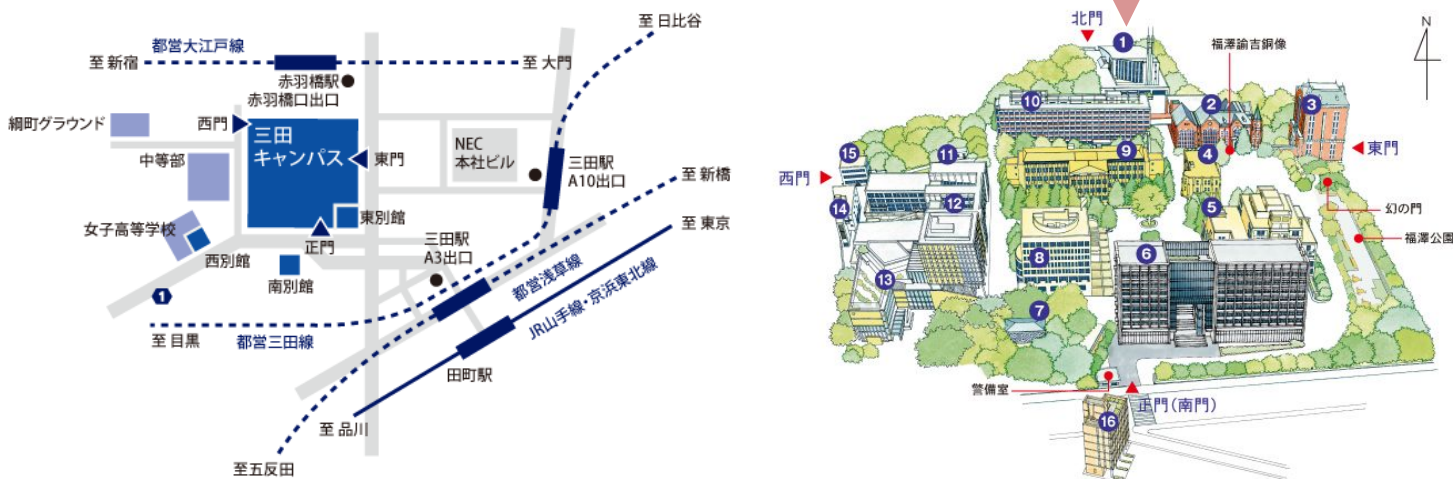 至 日比谷
都営大江戸線
至 新宿
至 大門
赤羽橋駅
赤羽橋口出口
綱町グラウンド
西門
三田
キャンパス
中等部
東門
NEC
本社ビル
三田駅
A10出口
至 新橋
女子高等学校
東別館
至 東京
正門
三田駅
A3出口
西別館
南別館
都営浅草線
JR山手線・京浜東北線
1
至 目黒
都営三田線
田町駅
至 品川
至五反田
北門
福澤諭吉銅像
N
1
2
3
10
9
4
東門
15
11
西門
14
12
5
幻の門
福澤公園
6
8
13
7
警備室
正門(南門)
16